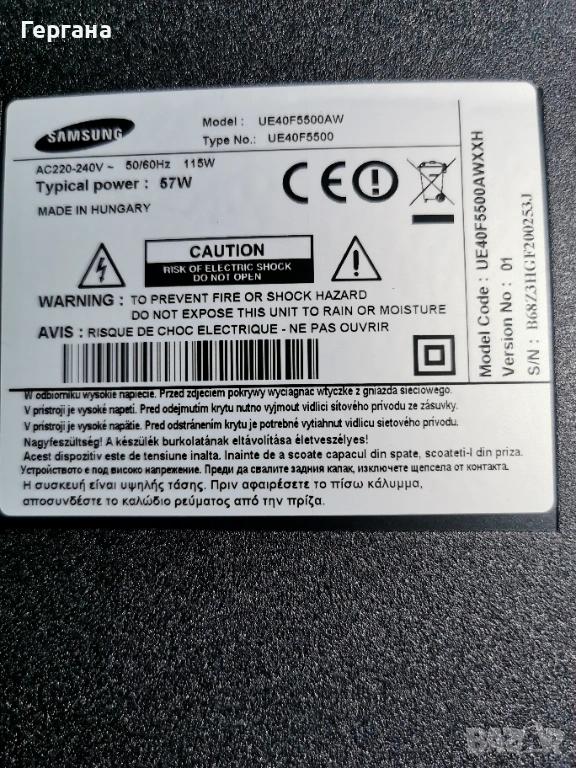 Гергана
SAMSUNG
Model : UE40F5500AW
Type No.: UE40F5500
AC220-240V ~ 50/60Hz 115W
Typical power : 57W
MADE IN HUNGARY
CAUTION
RISK OF ELECTRIC SHOCK
DO NOT OPEN
WARNING : TO PREVENT FIRE OR SHOCK HAZARD
DO NOT EXPOSE THIS UNIT TO RAIN OR MOISTURE
AVIS : RISQUE DE CHOC ELECTRIQUE - NE PAS OUVRIR
Model Code : UE40F5500AWXXH
Version No : 01
S/N : B68Z3HGF200253J
W odbiorniku wysokie napiecie. Przed zdjeciem pokrywy wyciagnac wtyczke z gniazda sieciowego.
V pristroji je vysoké napeti. Pred odejmutim krytu nutno vyjmout vidlici sítového prívodu ze zásuvky.
V prístroji je vysoké napätie. Pred odstránením krytu je potrebné vytiahnut vidlicu sietového prívodu.
Nagyfeszültség! A készülék burkolatának eltávolítása életveszélyes!
Acest dispozitiv este de tensiune inalta. Inainte de a scoate capacul din spate, scoateti-l din priza.
Устройството е под високо напрежение. Преди да свалите задния капак, изключете щепсела от контакта.
Η συσκευή είναι υψηλής τάσης. Πριν αφαιρέσετε το πίσω κάλυμμα,
αποσυνδέστε το καλώδιο ρεύματος από την πρίζα.
BAZAR